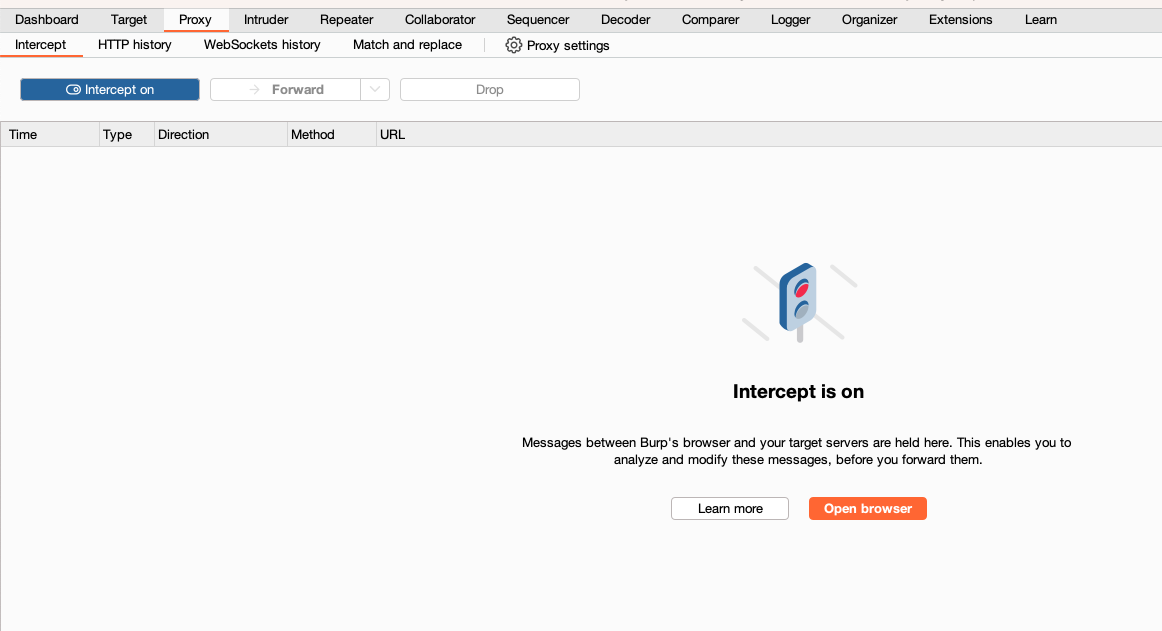 Dashboard Target Proxy Intruder Repeater Collaborator Sequencer Decoder Comparer Logger Organizer Extensions Learn
Intercept HTTP history WebSockets history Match and replace Proxy settings
Intercept on Forward Drop
Time Type Direction Method URL
Intercept is on
Messages between Burp's browser and your target servers are held here. This enables you to
analyze and modify these messages, before you forward them.
Learn more Open browser